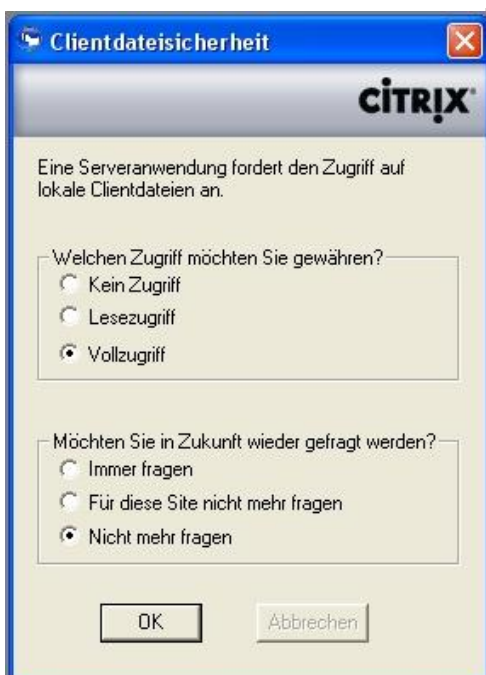 Clientdateisicherheit
CITRIX
Eine Serveranwendung fordert den Zugriff auf
lokale Clientdateien an.
Welchen Zugriff möchten Sie gewähren?
Kein Zugriff
Lesezugriff
Vollzugriff
Möchten Sie in Zukunft wieder gefragt werden?
Immer fragen
Für diese Site nicht mehr fragen
Nicht mehr fragen
OK
Abbrechen